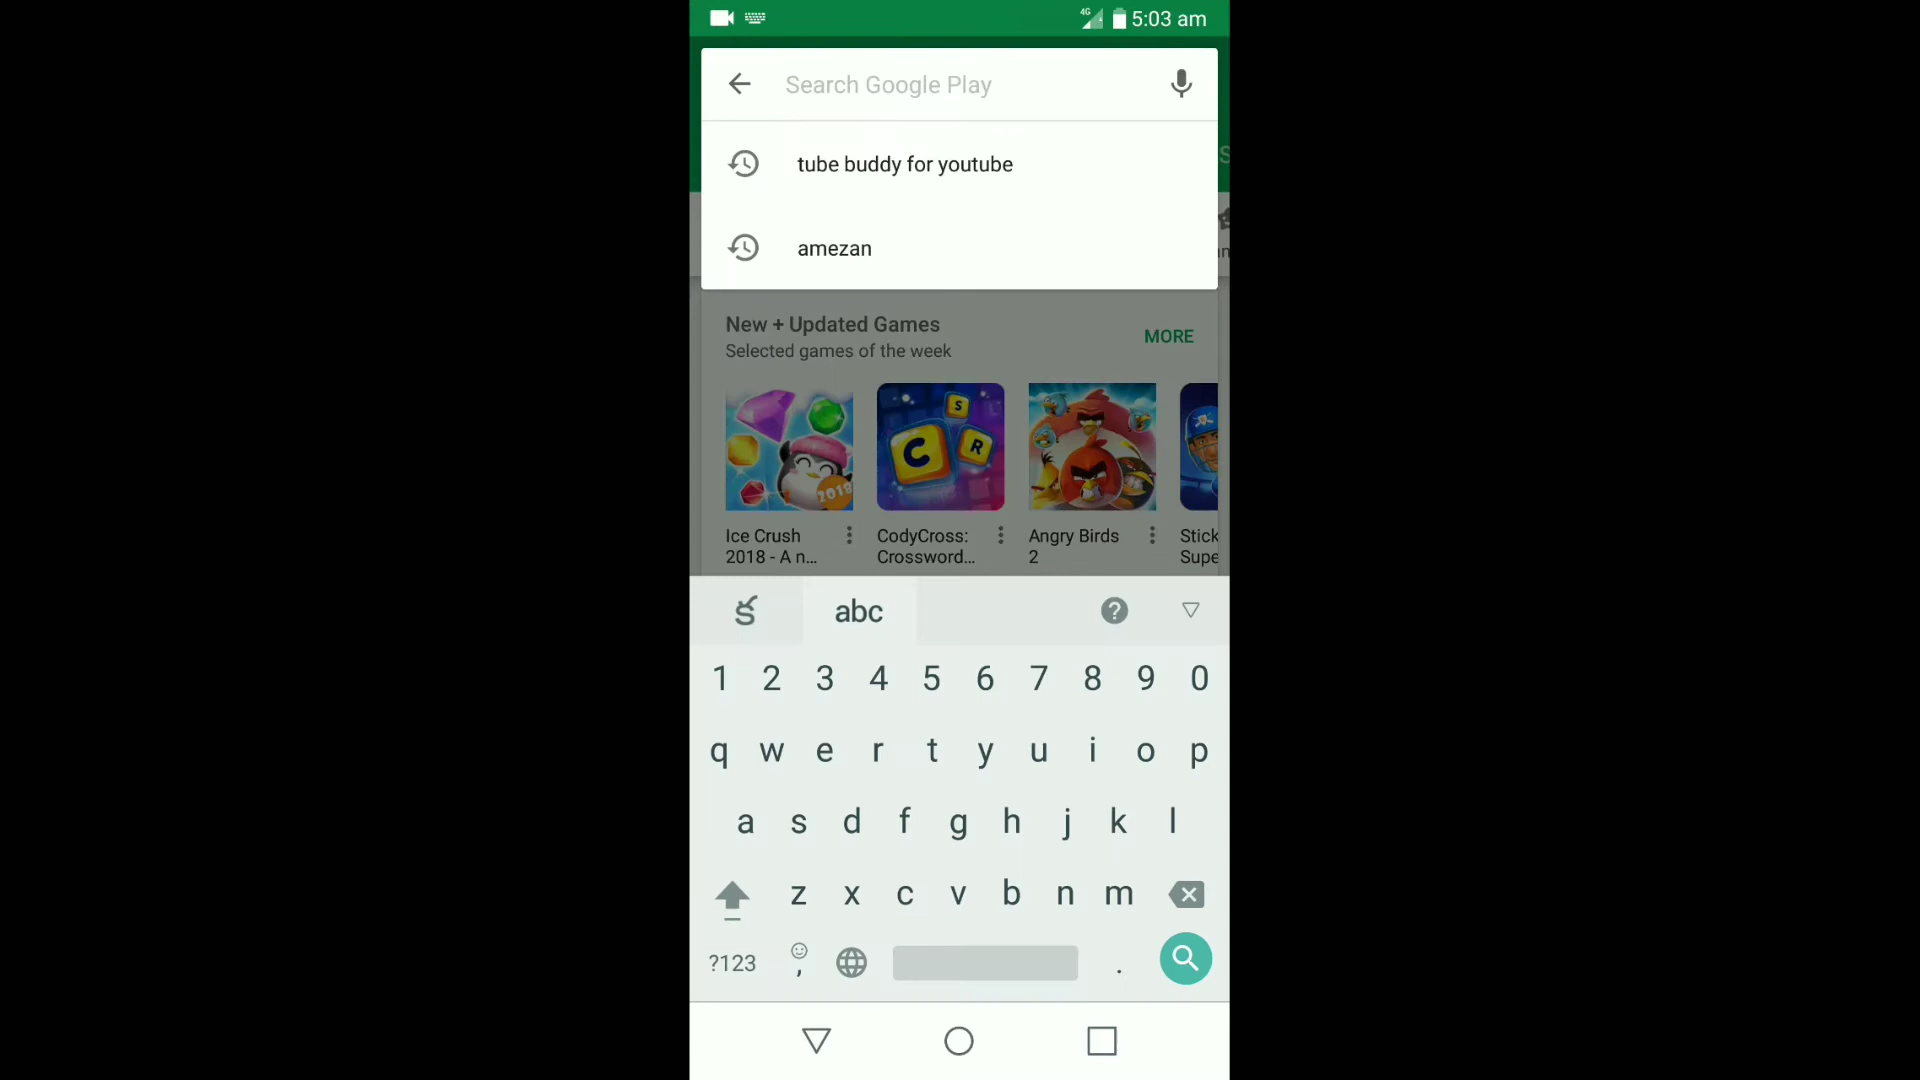 4G 5:03 am
Search Google Play
tube buddy for youtube
amezan
New + Updated Games
Selected games of the week
MORE
S
C
R
2018
Ice Crush
2018 - A n...
CodyCross:
Crossword...
Angry Birds
2
Stick
Supe
క abc ?
1 2 3 4 5 6 7 8 9 0
q w e r t y u i o p
a s d f g h j k l
z x c v b n m
?123 , .